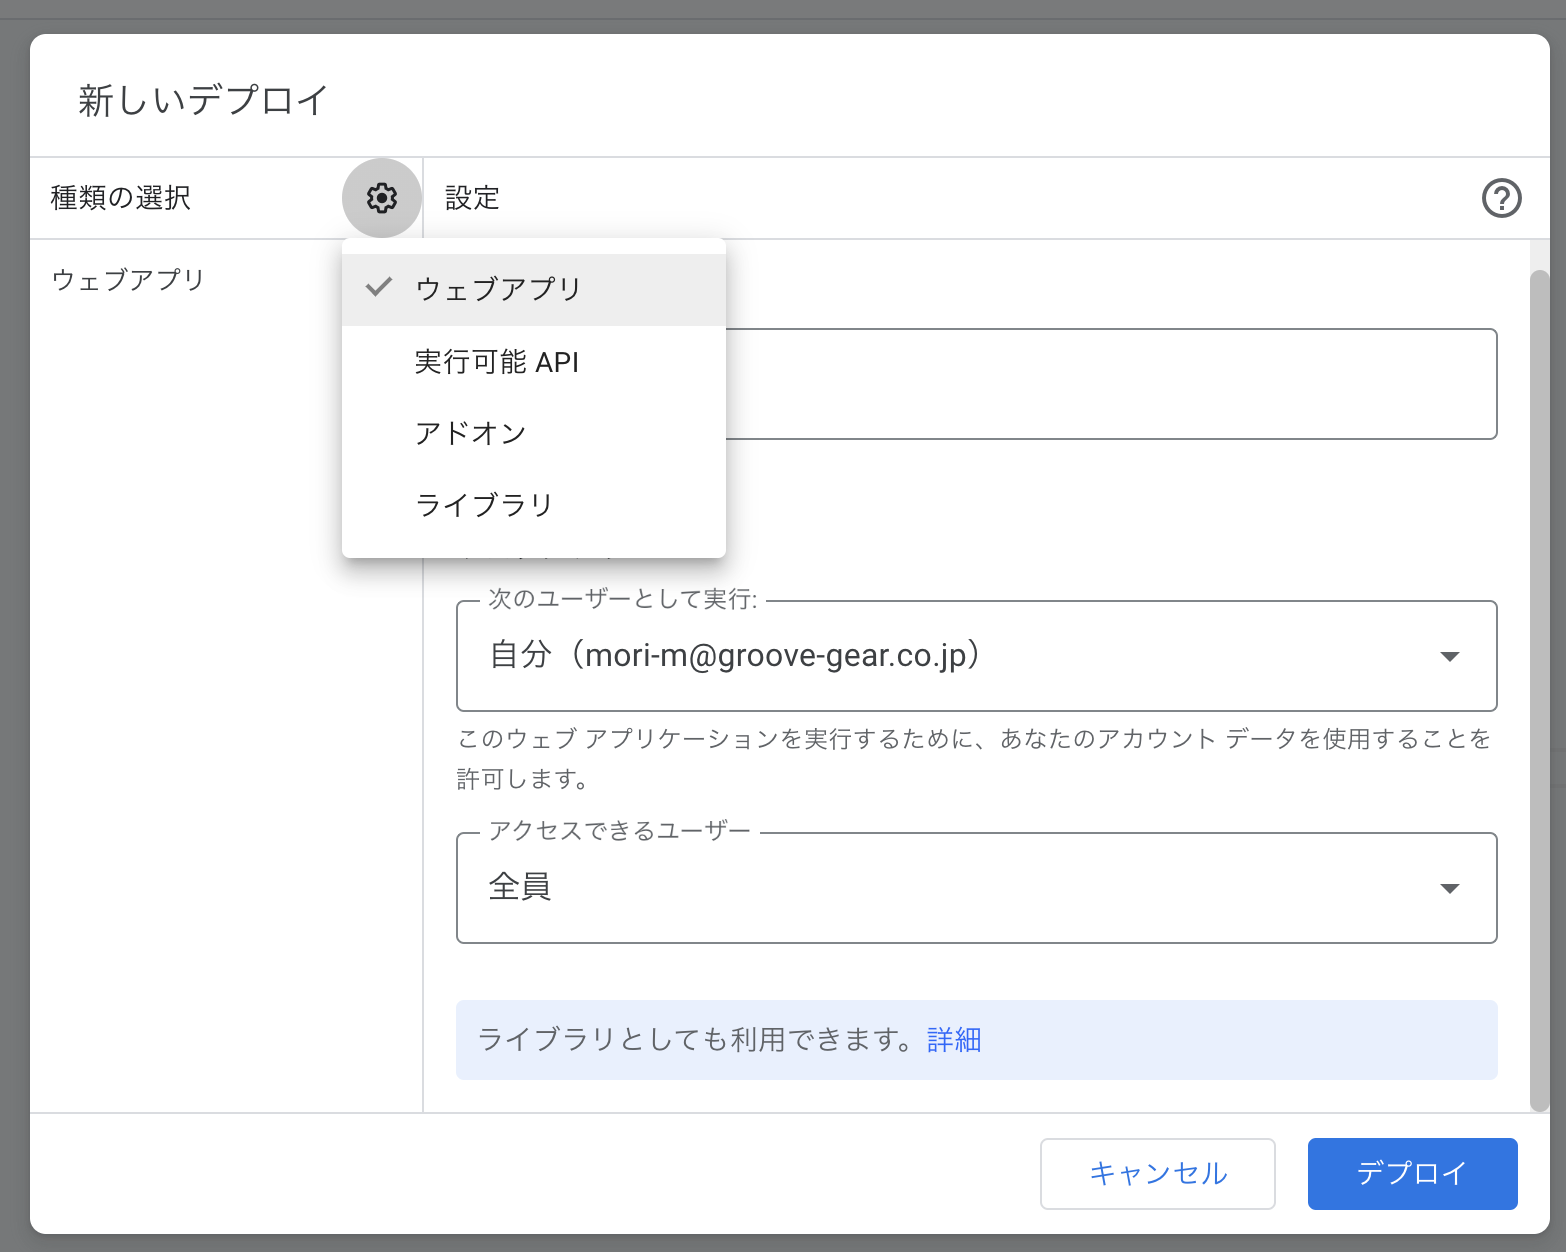 新しいデプロイ
種類の選択
設定
ウェブアプリ
ウェブアプリ
実行可能 API
アドオン
ライブラリ
次のユーザーとして実行:
自分（mori-m@groove-gear.co.jp）
このウェブ アプリケーションを実行するために、あなたのアカウント データを使用することを
許可します。
アクセスできるユーザー
全員
ライブラリとしても利用できます。詳細
キャンセル
デプロイ